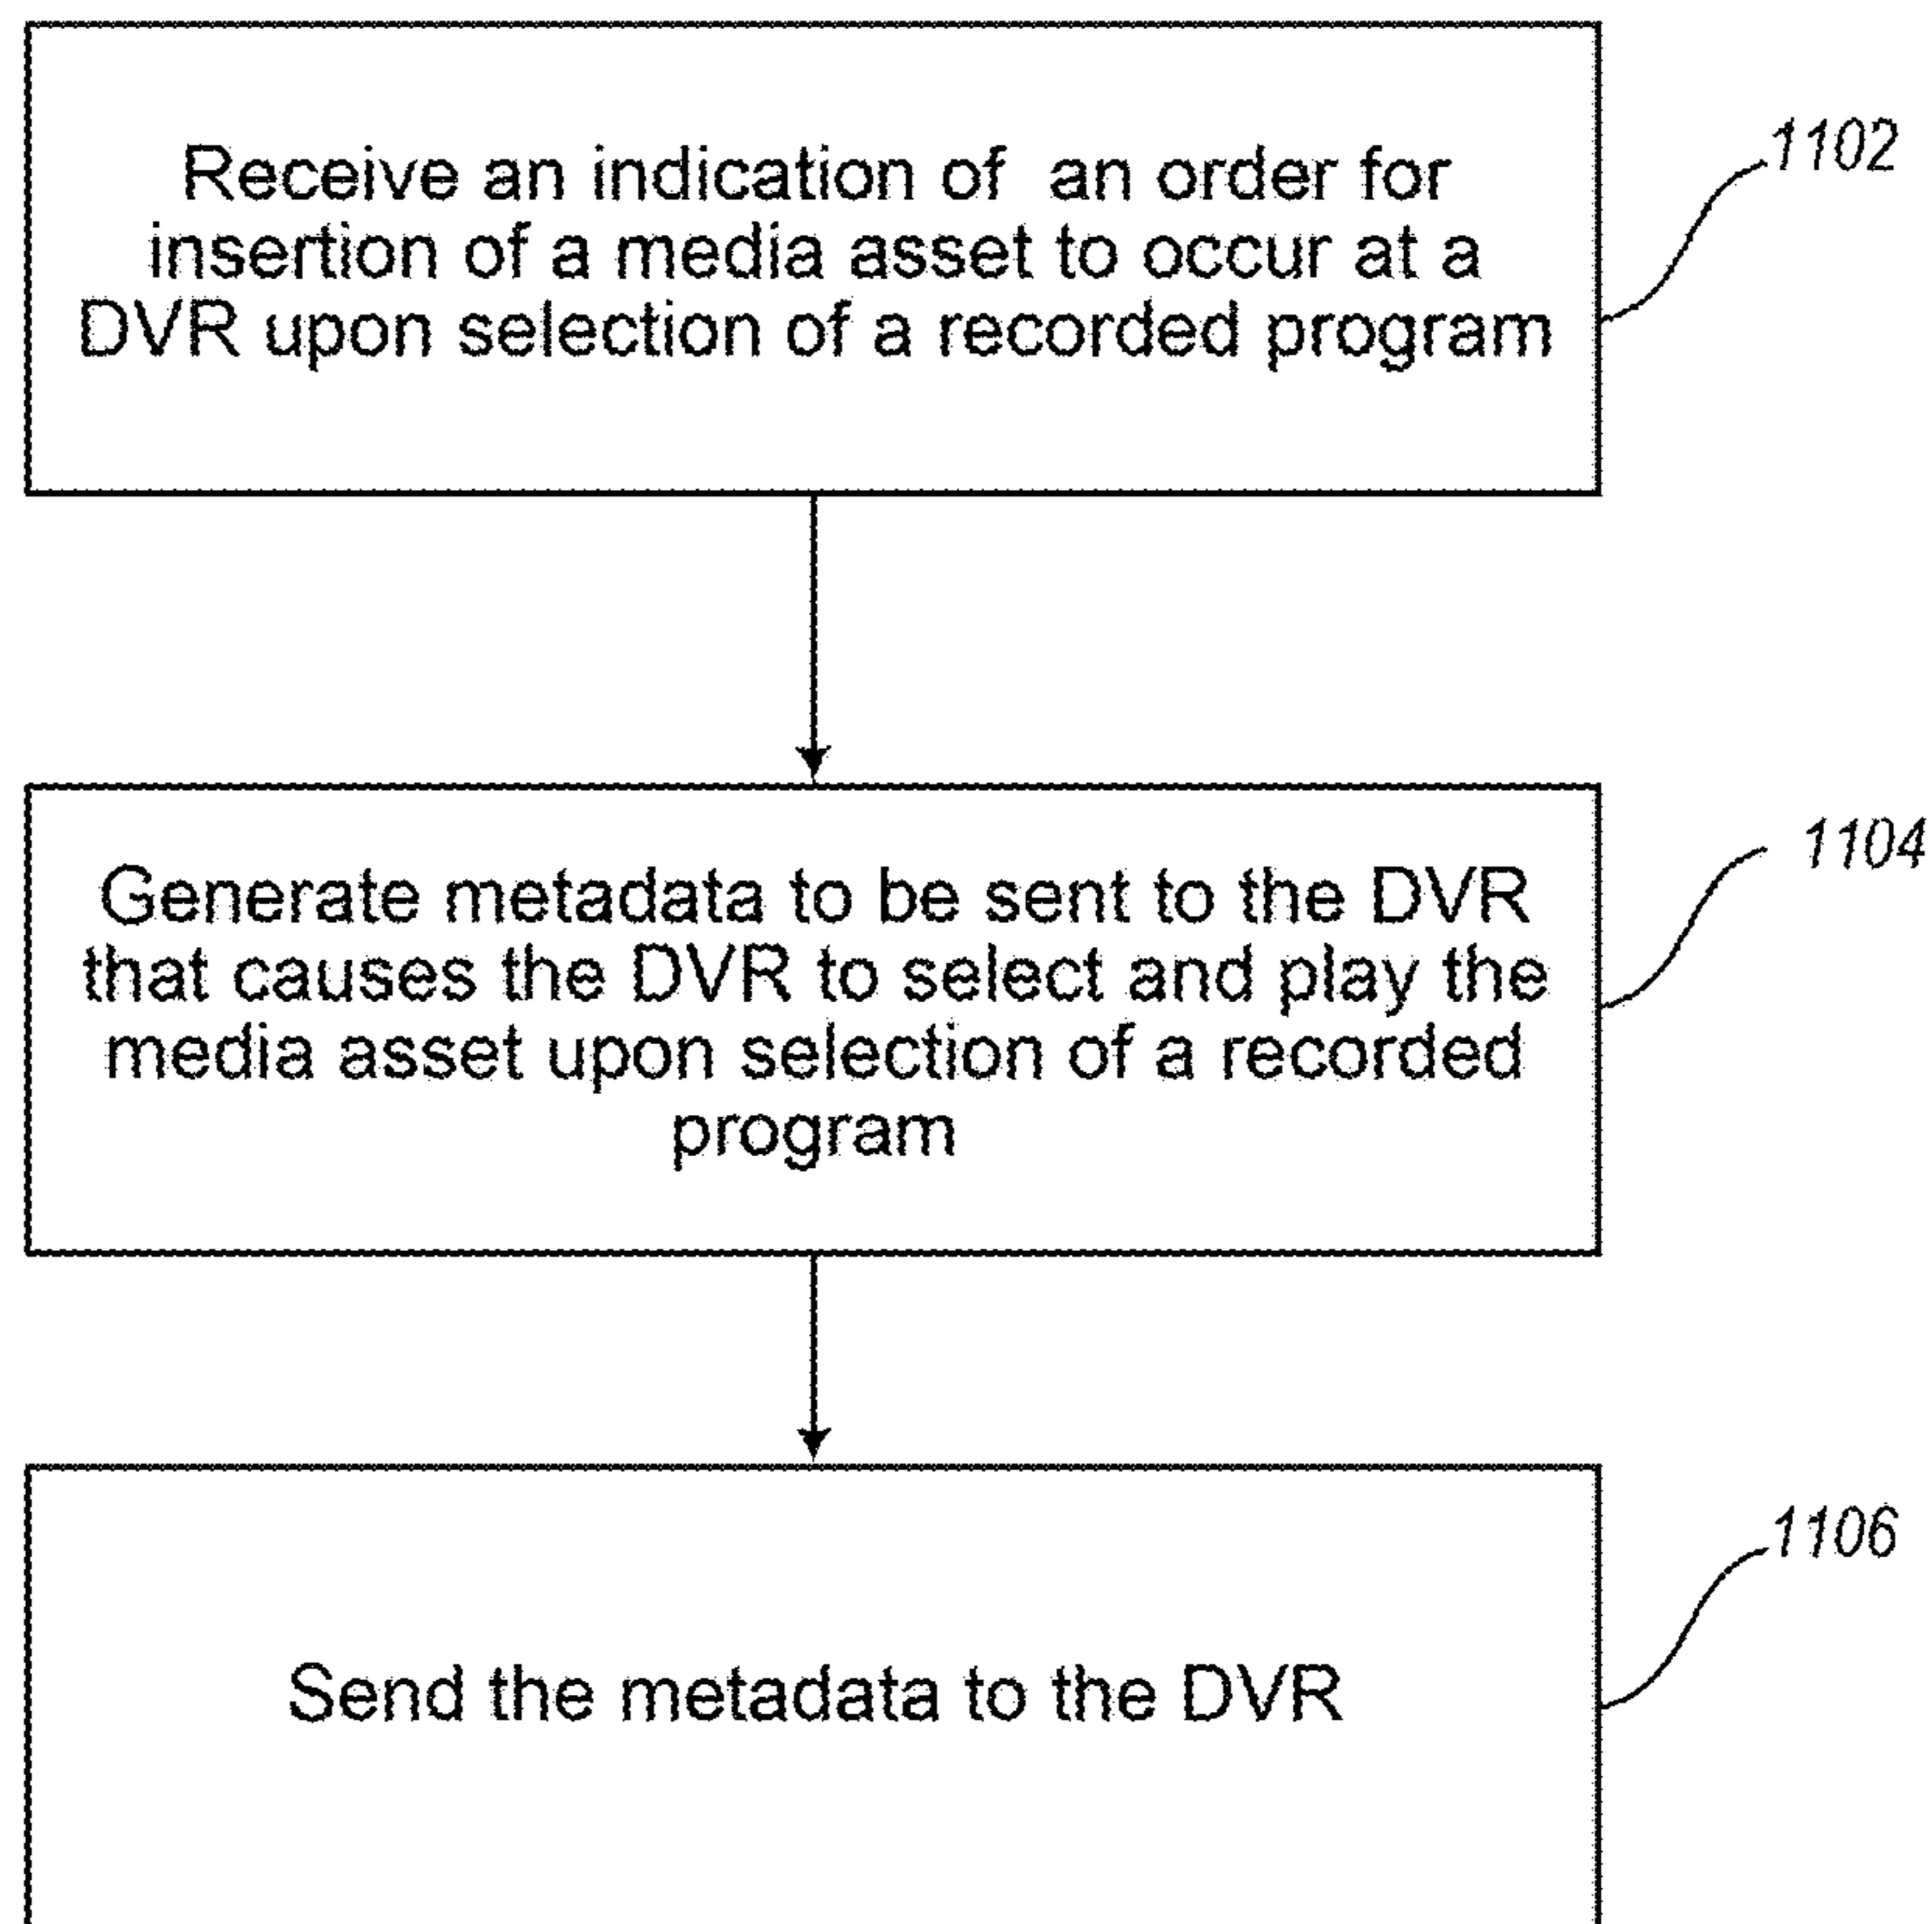 Receive an indication of an order for
insertion of a media asset to occur at a
DVR upon selection of a recorded program
1102
Generate metadata to be sent to the DVR
that causes the DVR to select and play the
media asset upon selection of a recorded
program
1104
Send the metadata to the DVR
1106